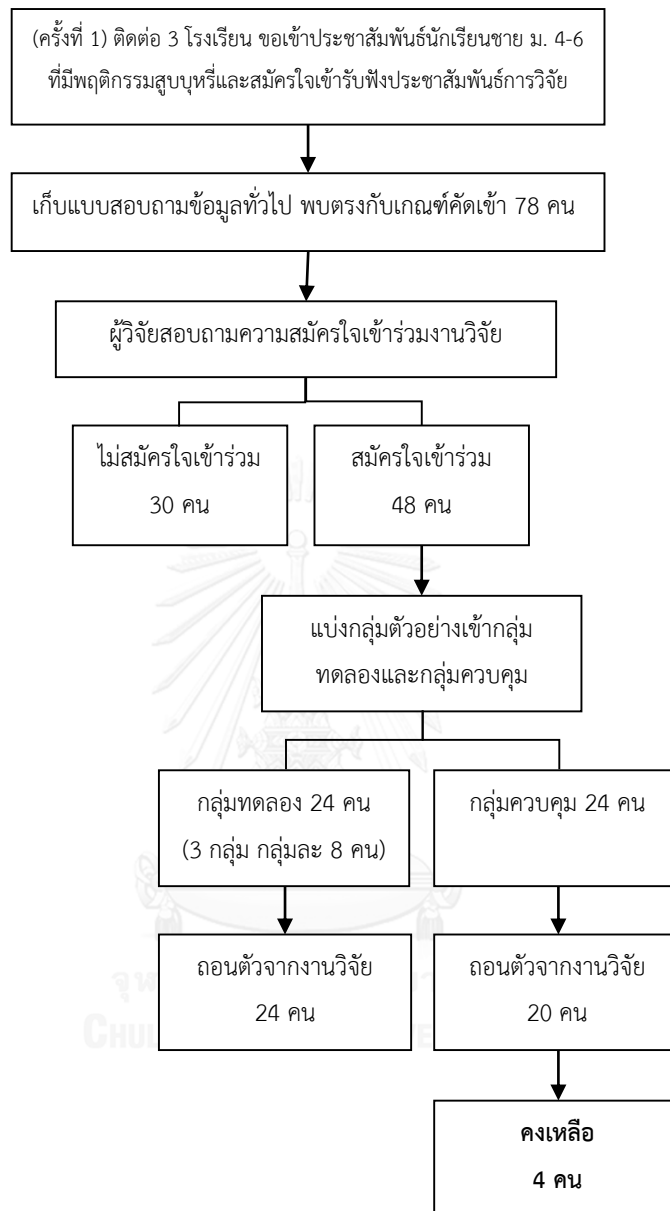 (ครั้งที่ 1) ติดต่อ 3 โรงเรียน ขอเข้าประชาสัมพันธ์นักเรียนชาย ม. 4-6
ที่มีพฤติกรรมสูบบุหรี่และสมัครใจเข้ารับฟังประชาสัมพันธ์การวิจัย
เก็บแบบสอบถามข้อมูลทั่วไป พบตรงกับเกณฑ์คัดเข้า 78 คน
ผู้วิจัยสอบถามความสมัครใจเข้าร่วมงานวิจัย
ไม่สมัครใจเข้าร่วม
30 คน
สมัครใจเข้าร่วม
48 คน
แบ่งกลุ่มตัวอย่างเข้ากลุ่ม
ทดลองและกลุ่มควบคุม
กลุ่มทดลอง 24 คน
(3 กลุ่ม กลุ่มละ 8 คน)
กลุ่มควบคุม 24 คน
ถอนตัวจากงานวิจัย
24 คน
ถอนตัวจากงานวิจัย
20 คน
คงเหลือ
4 คน